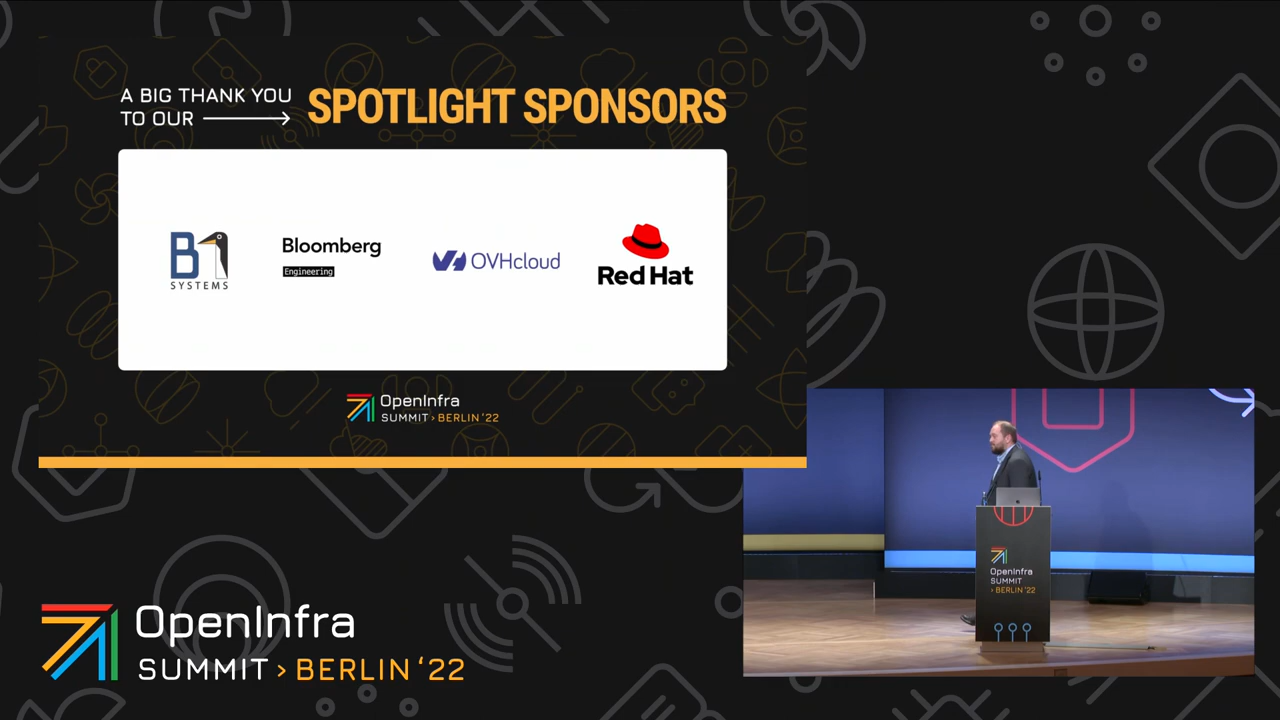 A BIG THANK YOU
TO OUR
SPOTLIGHT SPONSORS
B1
SYSTEMS
Bloomberg
Engineering
OVHcloud
Red Hat
OpenInfra
SUMMIT › BERLIN '22
OpenInfra
SUMMIT
› BERLIN '22
OpenInfra
SUMMIT › BERLIN '22